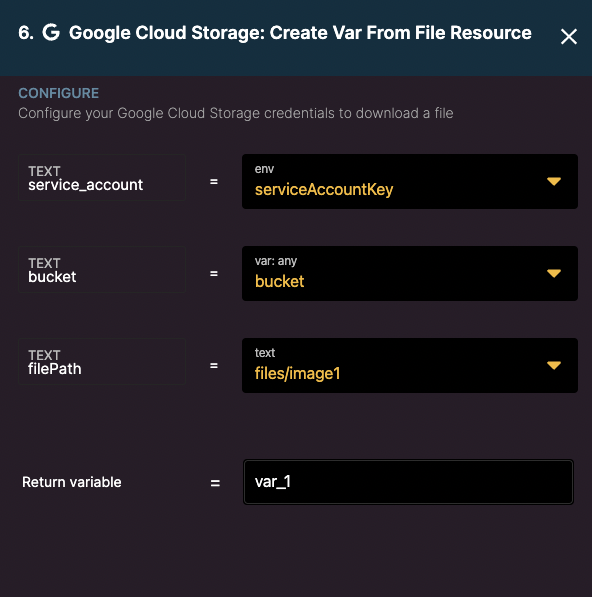 6. G Google Cloud Storage: Create Var From File Resource
CONFIGURE
Configure your Google Cloud Storage credentials to download a file
TEXT
service_account
=
env
serviceAccountKey
TEXT
bucket
=
var: any
bucket
TEXT
filePath
=
text
files/image1
Return variable
=
var_1